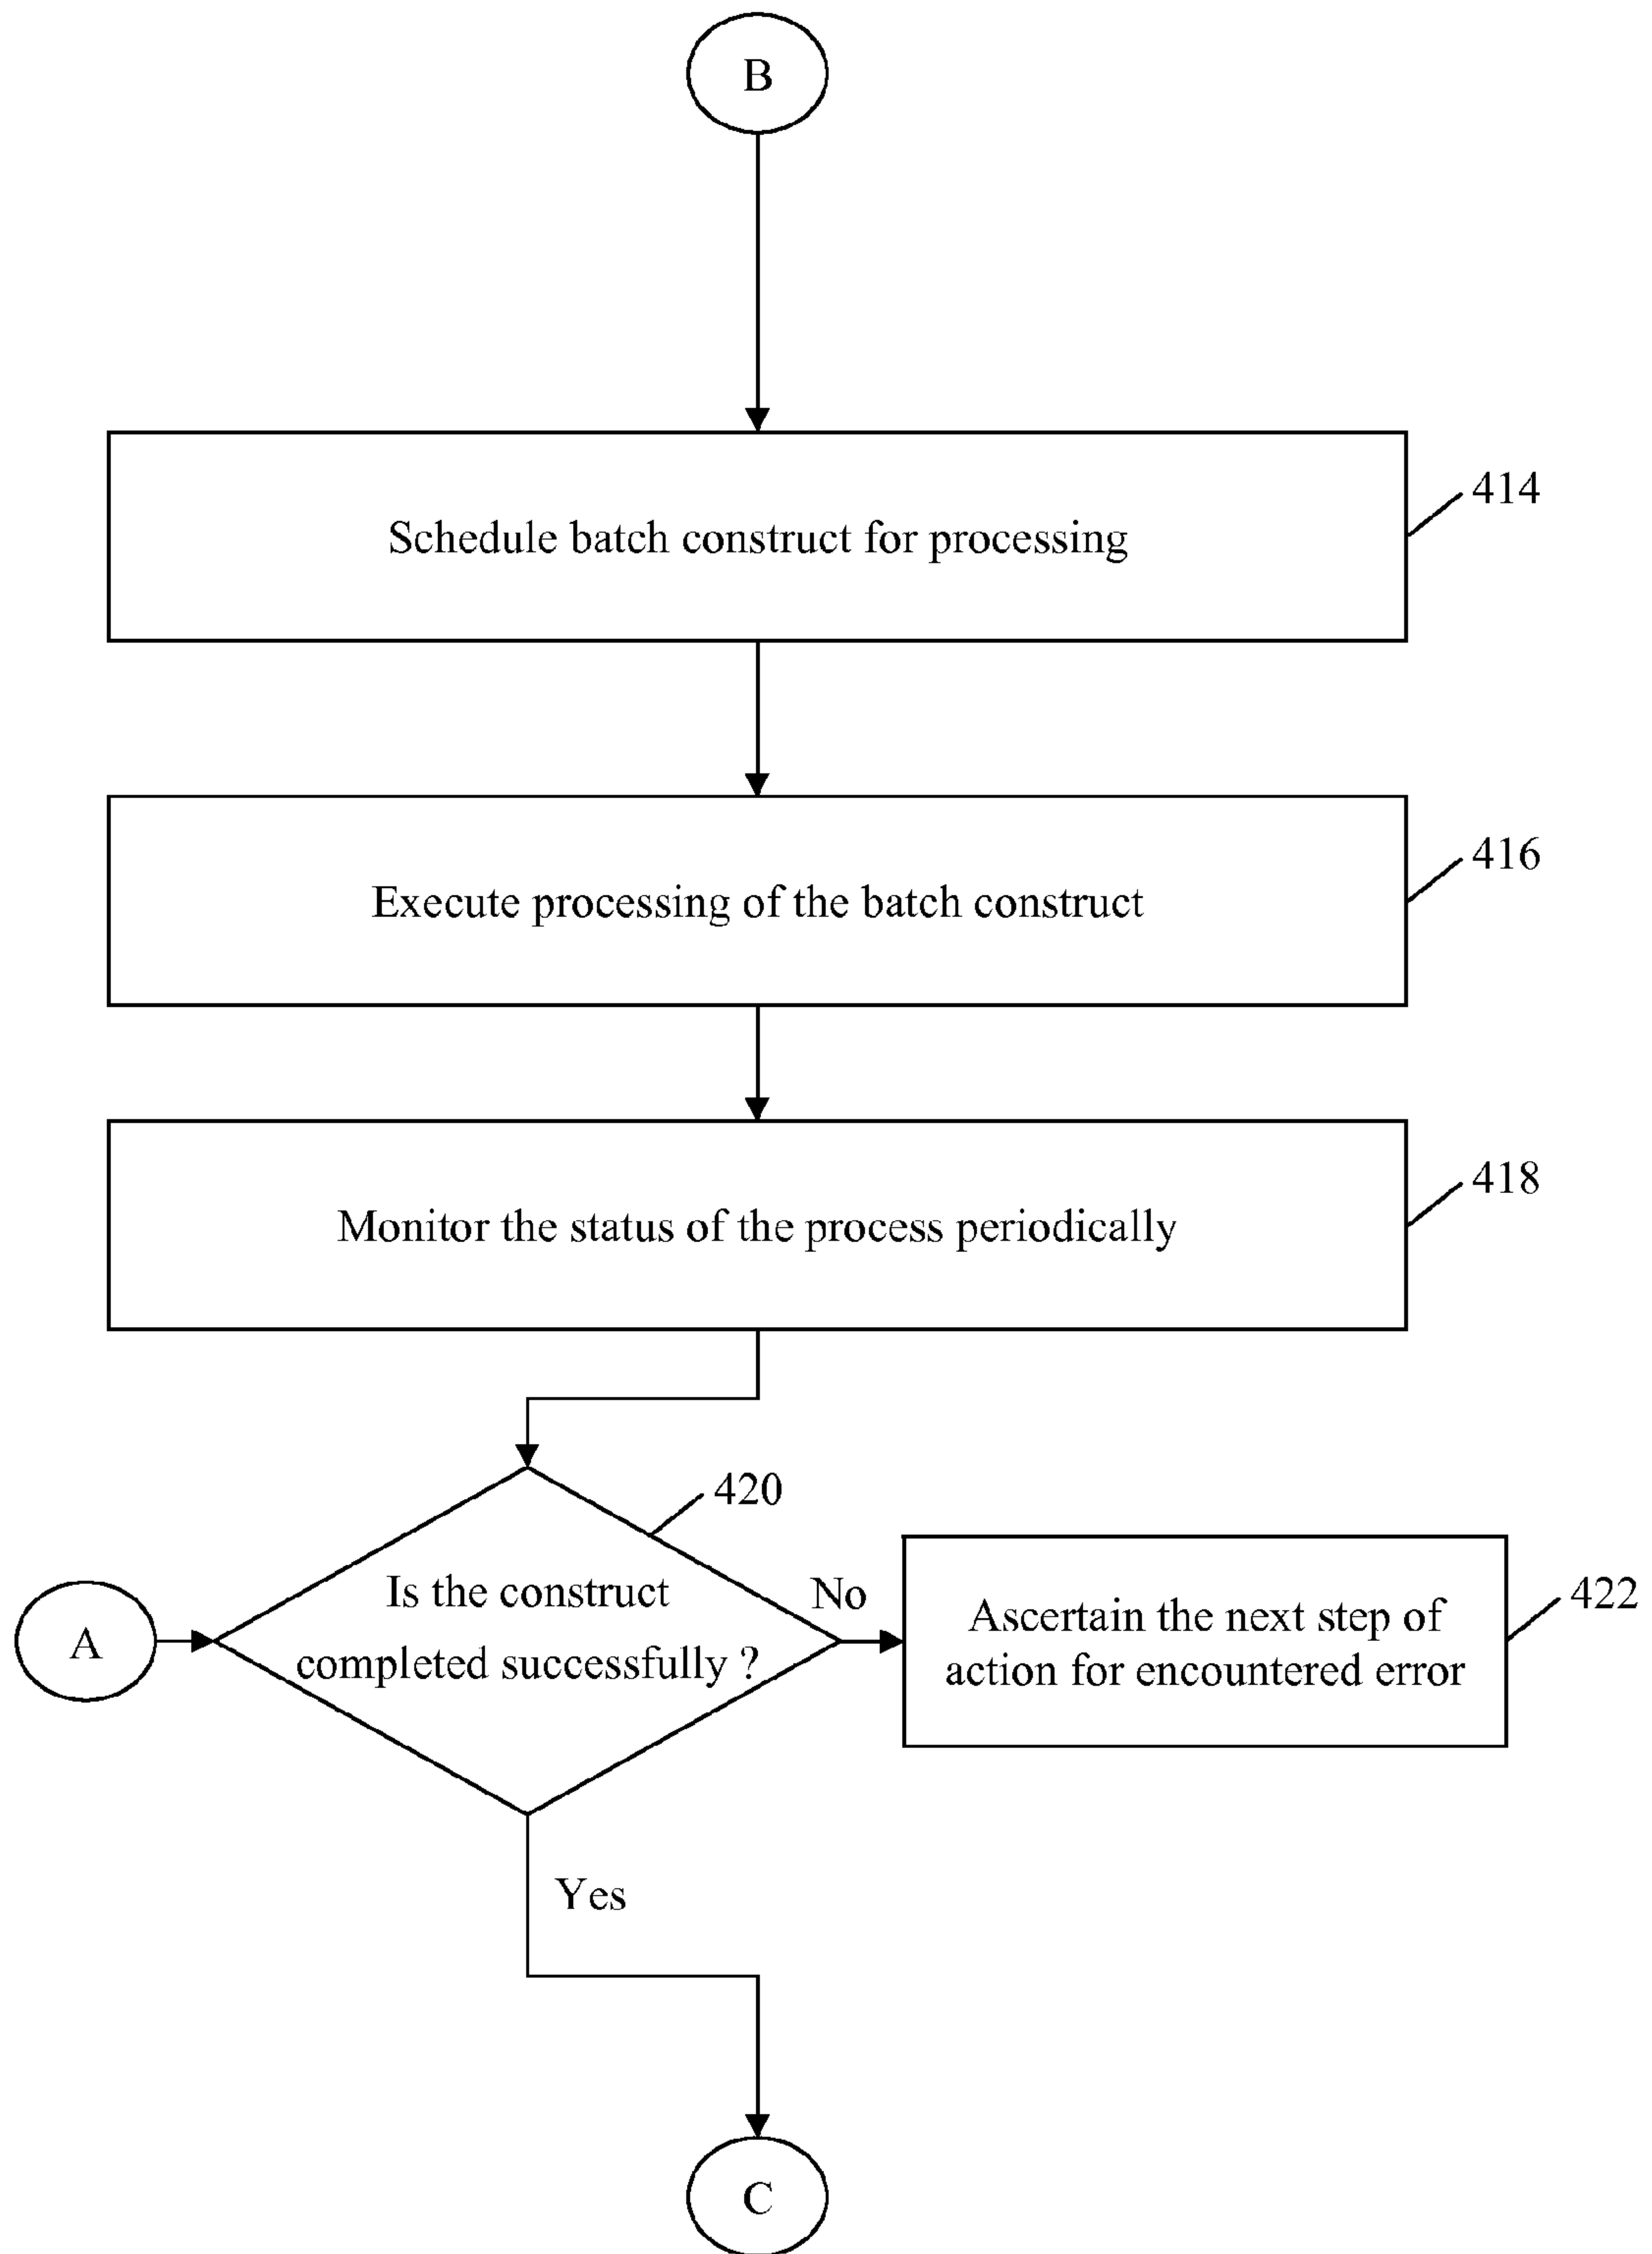 B
Schedule batch construct for processing
414
Execute processing of the batch construct
416
Monitor the status of the process periodically
418
420
Is the construct
completed successfully ?
A
No
Ascertain the next step of
action for encountered error
422
Yes
C